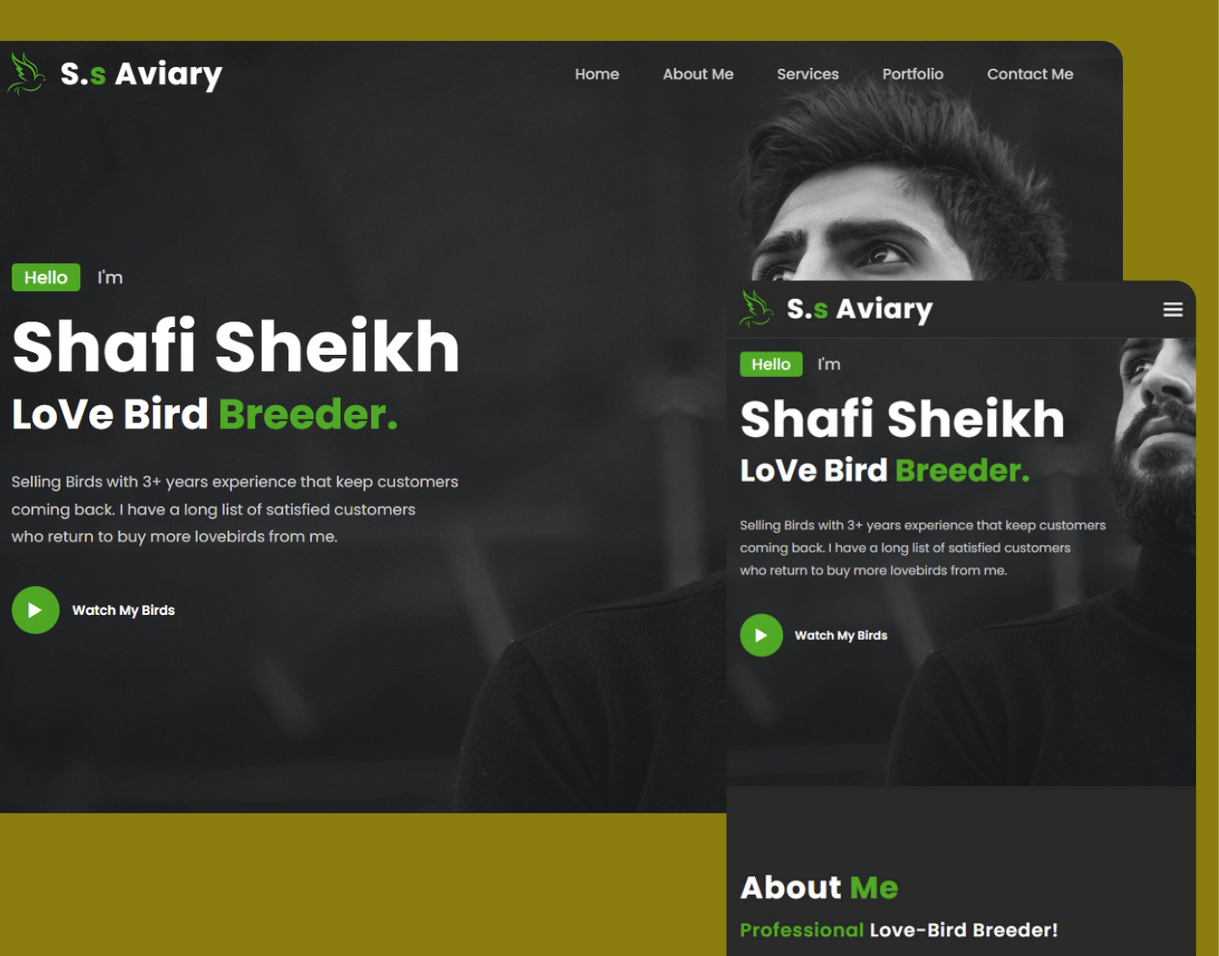 S.s Aviary
Home About Me Services Portfolio Contact Me
Hello I'm
Shafi Sheikh
LoVe Bird Breeder.
Selling Birds with 3+ years experience that keep customers
coming back. I have a long list of satisfied customers
who return to buy more lovebirds from me.
Watch My Birds
S.s Aviary
Hello I'm
Shafi Sheikh
LoVe Bird Breeder.
Selling Birds with 3+ years experience that keep customers
coming back. I have a long list of satisfied customers
who return to buy more lovebirds from me.
Watch My Birds
About Me
Professional Love-Bird Breeder!